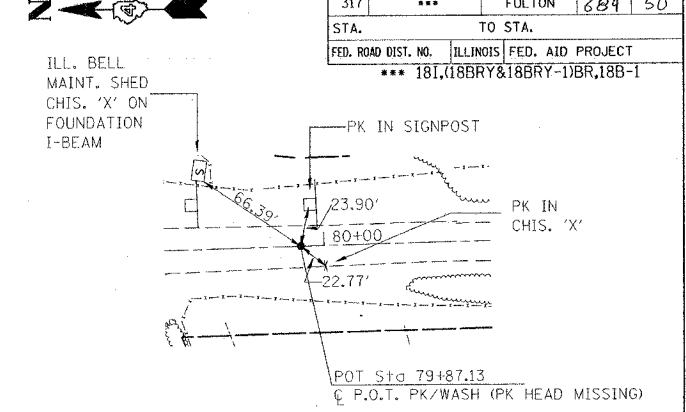 N
317 *** FULTON 684 50
STA. TO STA.
FED. ROAD DIST. NO. ILLINOIS FED. AID PROJECT
*** 18I,(18BRY&18BRY-1)BR,18B-1
ILL. BELL
MAINT. SHED
CHIS. 'X' ON
FOUNDATION
I-BEAM
PK IN SIGNPOST
S
66.39'
23.90'
80+00
PK IN
CHIS. 'X'
22.77'
POT Sta 79+87.13
℄ P.O.T. PK/WASH (PK HEAD MISSING)